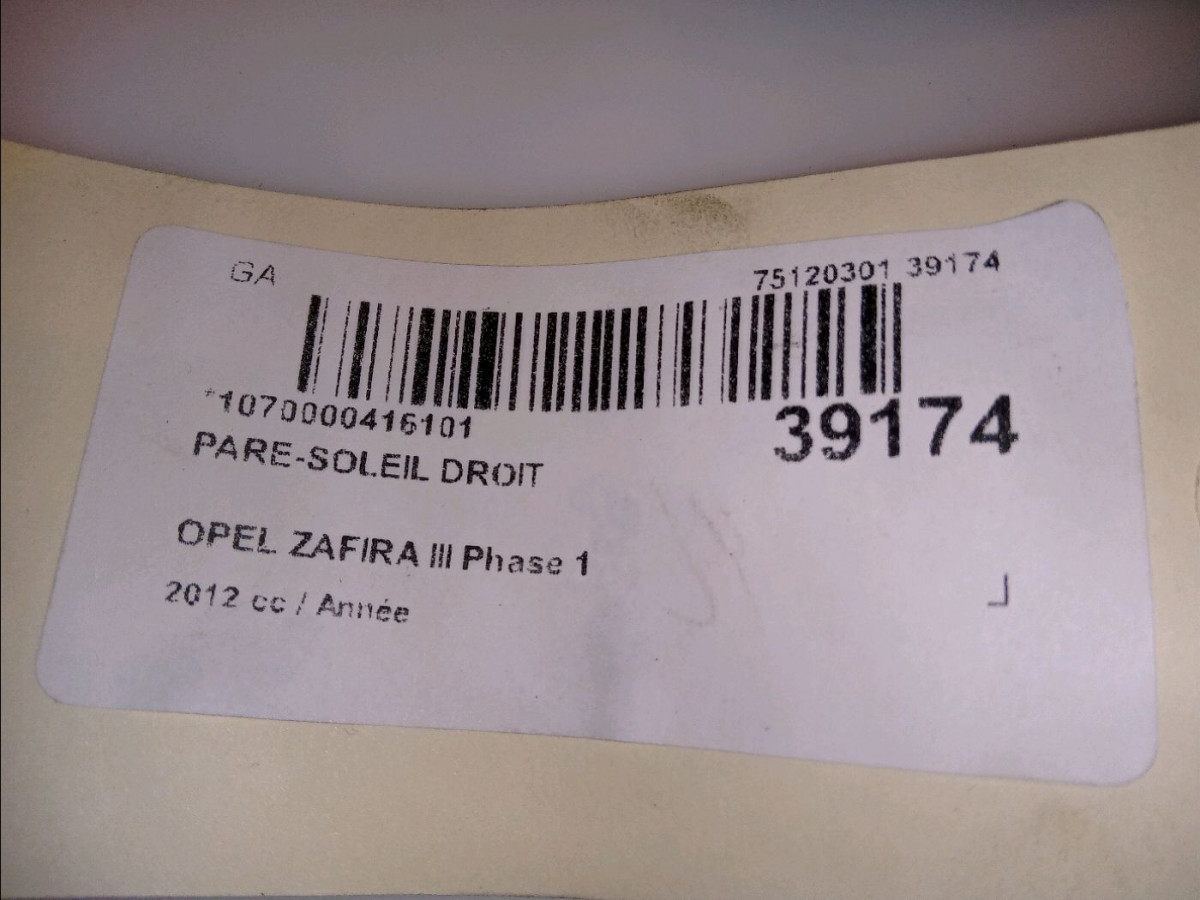 GA 75120301 39174
*1070000416101 39174
PARE-SOLEIL DROIT
OPEL ZAFIRA III Phase 1
2012 cc / Année